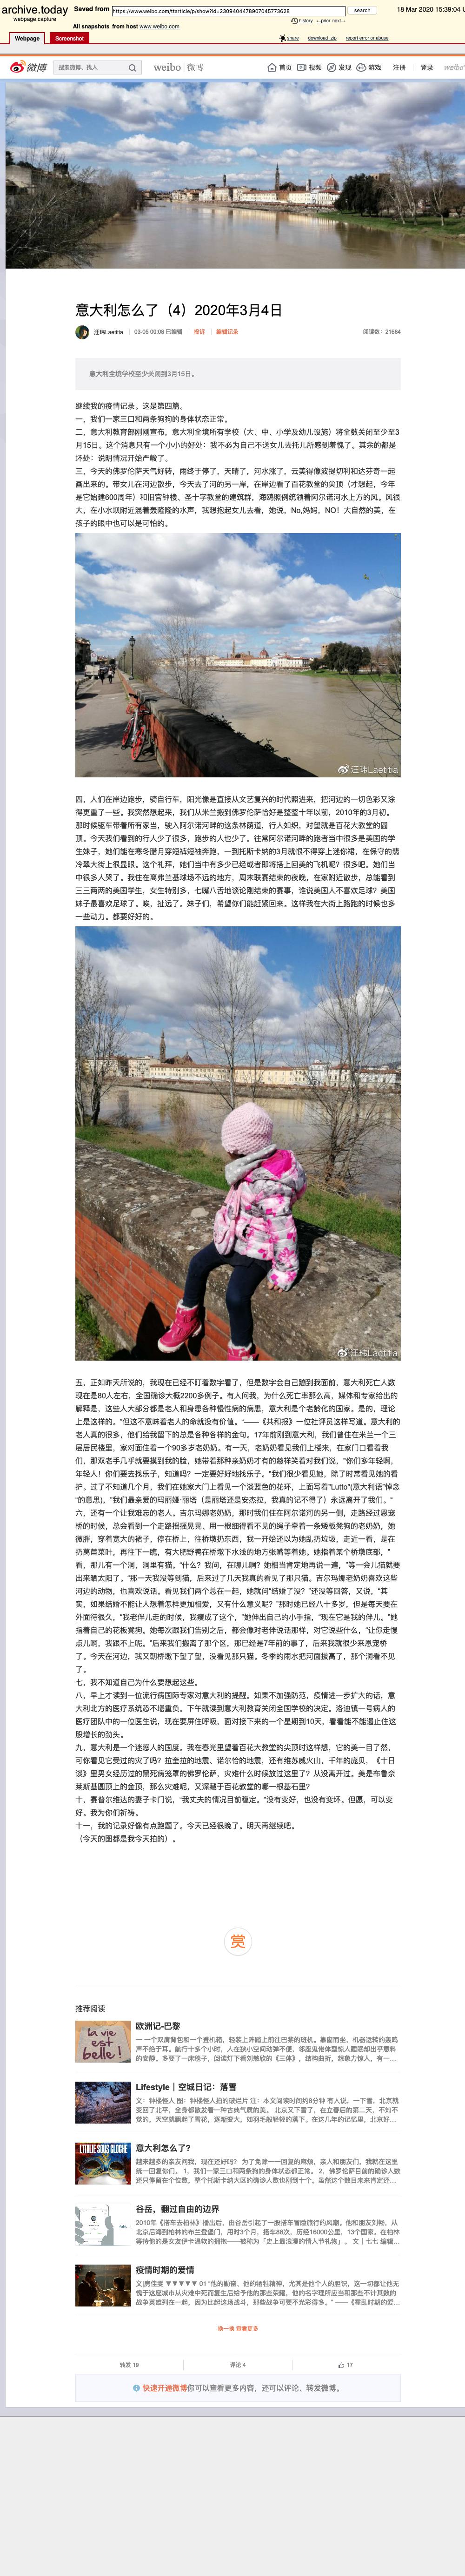 archive.today
webpage capture
Saved from
https://www.weibo.com/ttarticle/p/show?id=2309404478907045773628
search
18 Mar 2020 15:39:04 U
history ←prior next→
All snapshots from host www.weibo.com
Webpage
Screenshot
share
download .zip
report error or abuse
微博
搜索微博、找人
weibo | 微博
首页
视频
发现
游戏
注册
登录
意大利怎么了（4）2020年3月4日
汪玮Laetitia
03-05 00:08 已编辑
投诉
编辑记录
阅读数：21684
意大利全境学校至少关闭到3月15日。
继续我的疫情记录。这是第四篇。
一，我们一家三口和两条狗狗的身体状态正常。
二，意大利教育部刚刚宣布，意大利全境所有学校（大、中、小学及幼儿设施）将全数关闭至少至3
月15日。这个消息只有一个小小的好处：我不必为自己不送女儿去托儿所感到羞愧了。其余的都是
坏处：说明情况开始严峻了。
三，今天的佛罗伦萨天气好转，雨终于停了，天晴了，河水涨了，云美得像波提切利和达芬奇一起
画出来的。带女儿在河边散步，今天去了河的另一岸，在岸边看了百花教堂的尖顶（才想起，今年
是它始建600周年）和旧宫钟楼、圣十字教堂的建筑群，海鸥照例统领着阿尔诺河水上方的风。风很
大，在小水坝附近混着轰隆隆的水声，我想抱起女儿去看，她说，No,妈妈、NO！大自然的美，在
孩子的眼中也可以是可怕的。
汪玮Laetitia
四，人们在岸边跑步，骑自行车，阳光像是直接从文艺复兴的时代照进来，把河边的一切色彩又涂
得更重了一些。我突然想起来，我们从米兰搬到佛罗伦萨恰好是整整十年以前，2010年的3月初。
那时候驱车带着所有家当，驶入阿尔诺河畔的这条林荫道，行人如织，对望就是百花大教堂的圆
顶。今天我们看到的行人少了很多，跑步的人也少了。往常阿尔诺河畔的跑者当中很多是美国的学
生妹子，她们能在寒冬腊月穿短裤短袖奔跑，一到托斯卡纳的3月就恨不得穿上迷你裙，在保守的翡
冷翠大街上很显眼。这个礼拜，她们当中有多少已经或者即将搭上回美的飞机呢？很多吧。她们当
中很多人哭了。我住在离弗兰基球场不远的地方，周末联赛结束的夜晚，在家附近散步，总能看到
三三两两的美国学生，女生特别多，七嘴八舌地谈论刚结束的赛事，谁说美国人不喜欢足球？美国
妹子最喜欢足球了。唉，扯远了。妹子们，希望你们能赶紧回来。这样我在大街上路跑的时候也多
一些动力。都要好好的。
汪玮Laetitia
五，正如昨天所说的，我现在已经不盯着数字看了，但是数字会自己蹦到我面前，意大利死亡人数
现在是80人左右，全国确诊大概2200多例子。有人问我，为什么死亡率那么高，媒体和专家给出的
解释是，这些人大部分都是老人和身患各种慢性病的病患，意大利是个老龄化的国家。是的，理论
上是这样的。“但这不意味着老人的命就没有价值。”——《共和报》一位社评员这样写道。意大利的
老人真的很多，他们给我留下的总是各种各样的金句。17年前刚到意大利，我们曾住在米兰一个三
层居民楼里，家对面住着一个90多岁老奶奶。有一天，老奶奶看见我们上楼来，在家门口看着我
们，那双老手几乎就要摸到我的脸，她带着那种亲奶奶才有的慈祥笑着对我们说，“你们多年轻啊，
年轻人！你们要去找乐子，知道吗？一定要好好地找乐子。”我们很少看见她，除了时常看见她的看
护。过了不知道几个月，我们在她家大门上看见一个淡蓝色的花环，上面写着“Lutto”(意大利语“悼念
”的意思)，“我们最亲爱的玛丽娅·丽塔（是丽塔还是安杰拉，我真的记不得了）永远离开了我们。”
六，还有一个让我难忘的老人。吉尔玛娜老奶奶，那时我们住在阿尔诺河的另一侧，走路经过恩宠
桥的时候，总会看到一个走路摇摇晃晃、用一根细得看不见的绳子牵着一条矮板凳狗的老奶奶，她
微胖，穿着宽大的裙子，停在桥上，往桥墩扔东西，我一开始还以为她乱扔垃圾，走近一看，是在
扔莴苣菜叶，再往下一瞧，有大肥野鸭在桥墩下水浅的地方张嘴等着她。她指着某个桥墩底部，“
看，那儿有一个洞，洞里有猫。”什么？我问，在哪儿啊？她相当肯定地再说一遍，“等一会儿猫就要
出来晒太阳了。”那一天我没等到猫，后来过了几天我真的看见了那只猫。吉尔玛娜老奶奶喜欢这些
河边的动物，也喜欢说话。看见我们两个总在一起，她就问“结婚了没？”还没等回答，又说，“其
实，如果结婚不能让人想着怎样更加相爱，又有什么意义呢？”那时她已经八十多岁，但是每天要在
外面待很久，“我老伴儿走的时候，我瘦成了这个，”她伸出自己的小手指，“现在它是我的伴儿。”她
指着自己的花板凳狗。她每次跟我们告别之后，都会像对老伴说话那样，对它说些什么，“让你走慢
点儿啊，我跟不上呢。”后来我们搬离了那个区，那已经是7年前的事了，后来我就很少来恩宠桥
了。今天在河边，我又朝桥墩下望了望，没看见那只猫。冬季的雨水把河面拔高了，那个洞看不见
了。
七，我不知道自己为什么要想起这些。
八，早上才读到一位流行病国际专家对意大利的提醒。如果不加强防范，疫情进一步扩大的话，意
大利北方的医疗系统恐不堪重负。下午就读到意大利教育关闭全国学校的决定。洛迪镇一号病人的
医疗团队中的一位医生说，现在要屏住呼吸，面对接下来的一个星期到10天，看看能不能遏止住这
股增长的劲头。
九，意大利是一个迷惑人的国度。我在春光里望着百花大教堂的尖顶时这样想，它的美一目了然，
可你看见它受过的灾了吗？拉奎拉的地震、诺尔恰的地震，还有维苏威火山，千年的庞贝，《十日
谈》里男女经历过的黑死病笼罩的佛罗伦萨，灾难什么时候放过这里了？从没离开过。美是布鲁奈
莱斯基圆顶上的金顶，那么灾难呢，又深藏于百花教堂的哪一根基石里？
十，赛普尔维达的妻子卡门说，“我丈夫的情况目前稳定。”没有变好，也没有变坏。但愿，可以变
好。我为你们祈祷。
十一，我的记录好像有点跑题了。今天已经很晚了。明天再继续吧。
（今天的图都是我今天拍的）。
赏
推荐阅读
la vie est belle!
欧洲记-巴黎
一 一个双肩背包和一个登机箱，轻装上阵踏上前往巴黎的班机。靠窗而坐，机器运转的轰鸣
声不绝于耳。航行十多个小时，人在狭小空间动弹不便，邻座鬼佬体型惊人睡眠却出乎意料
的安静。多要了一床毯子，阅读灯下看刘慈欣的《三体》，结构曲折，想象力惊人，有一…
Lifestyle｜空城日记：落雪
文：钟楼怪人 图：钟楼怪人拍的破烂片 注：本文阅读时间约8分钟 有人说，一下雪，北京就
变回了北平，全身都散发着一种古典气质的美。 北京又下雪了，在立春后的第二天，不知不
觉的，天空就飘起了雪花，逐渐变大，如羽毛般轻轻的落下。在这几年的记忆里，北京好…
L'ITALIE SOUS CLOCHE
意大利怎么了？
越来越多的亲友问我，现在还好吗？ 为了免除一一回复的麻烦，亲人和朋友们，我就在这里
统一回复你们。 1，我们一家三口和两条狗狗的身体状态都正常。 2，佛罗伦萨目前的确诊人数
还只停留在个位数，整个托斯卡纳大区的确诊人数也刚到十个。虽然这个数目未来肯定还…
谷岳，翻过自由的边界
2010年《搭车去柏林》播出后，由谷岳引起了一股搭车冒险旅行的风潮。他和朋友刘畅，从
北京后海到柏林的布兰登堡门，用时3个月，搭车88次，历经16000公里，13个国家。在柏林
等待他的是女友伊卡温软的拥抱——被称为「史上最浪漫的情人节礼物」。 文丨七七 编辑…
疫情时期的爱情
文|房佳雯 ▼▼▼▼▼ 01 “他的勤奋，他的牺牲精神，尤其是他个人的胆识，这一切都让他无
愧于这座城市从灾难中死而复生后给予他的那些荣耀，他的名字理所应当和那些不计其数的
战争英雄列在一起，因为比起这场战斗，那些战争可要不光彩得多。” ——《霍乱时期的爱…
换一换 查看更多
转发 19
评论 4
17
快速开通微博你可以查看更多内容，还可以评论、转发微博。